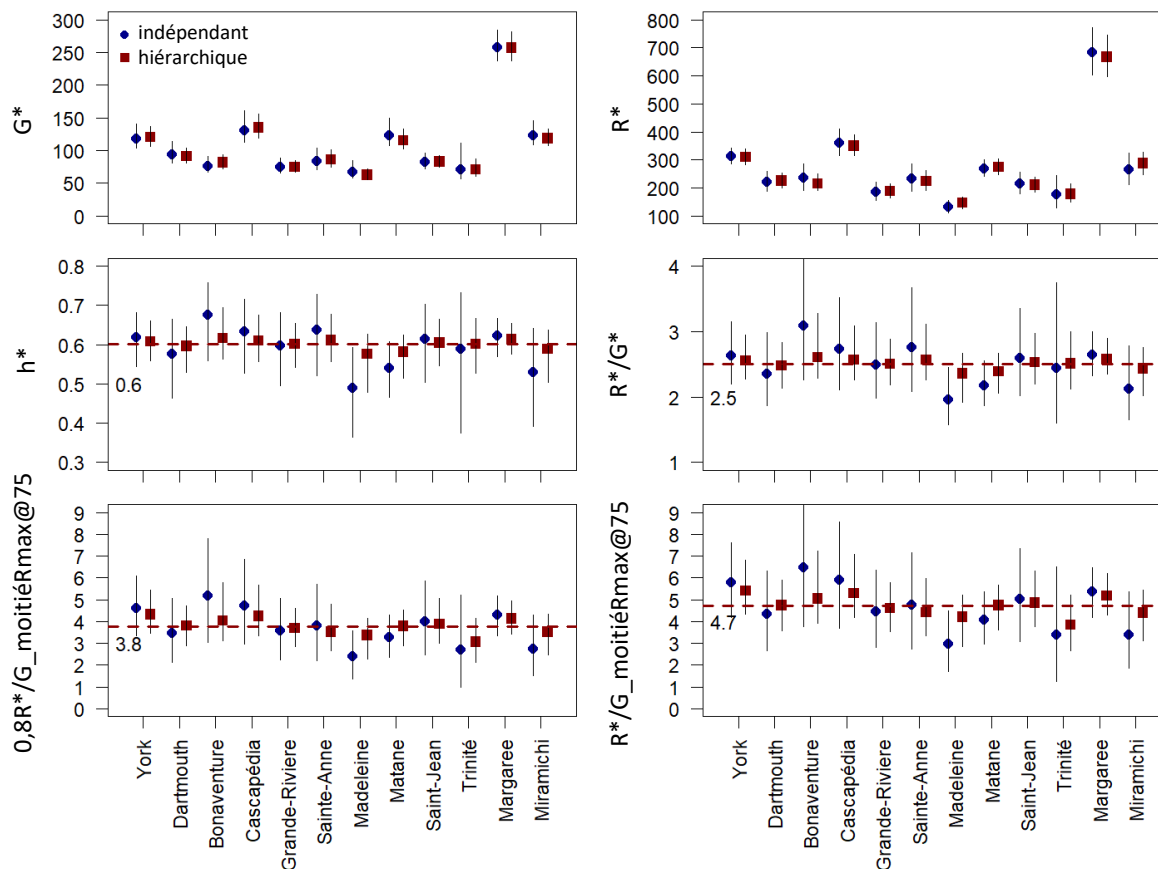 G*
300
250
200
150
100
50
0
indépendant
hiérarchique
R*
800
700
600
500
400
300
200
100
h*
0.8
0.7
0.6
0.5
0.4
0.3
0.6
R*/G*
4
3
2
1
2.5
0,8R*/G_moitiéRmax@75
9
8
7
6
5
4
3
2
1
0
3.8
R*/G_moitiéRmax@75
9
8
7
6
5
4
3
2
1
0
4.7
York
Dartmouth
Bonaventure
Cascapédia
Grande-Riviere
Sainte-Anne
Madeleine
Matane
Saint-Jean
Trinité
Margaree
Miramichi
York
Dartmouth
Bonaventure
Cascapédia
Grande-Riviere
Sainte-Anne
Madeleine
Matane
Saint-Jean
Trinité
Margaree
Miramichi